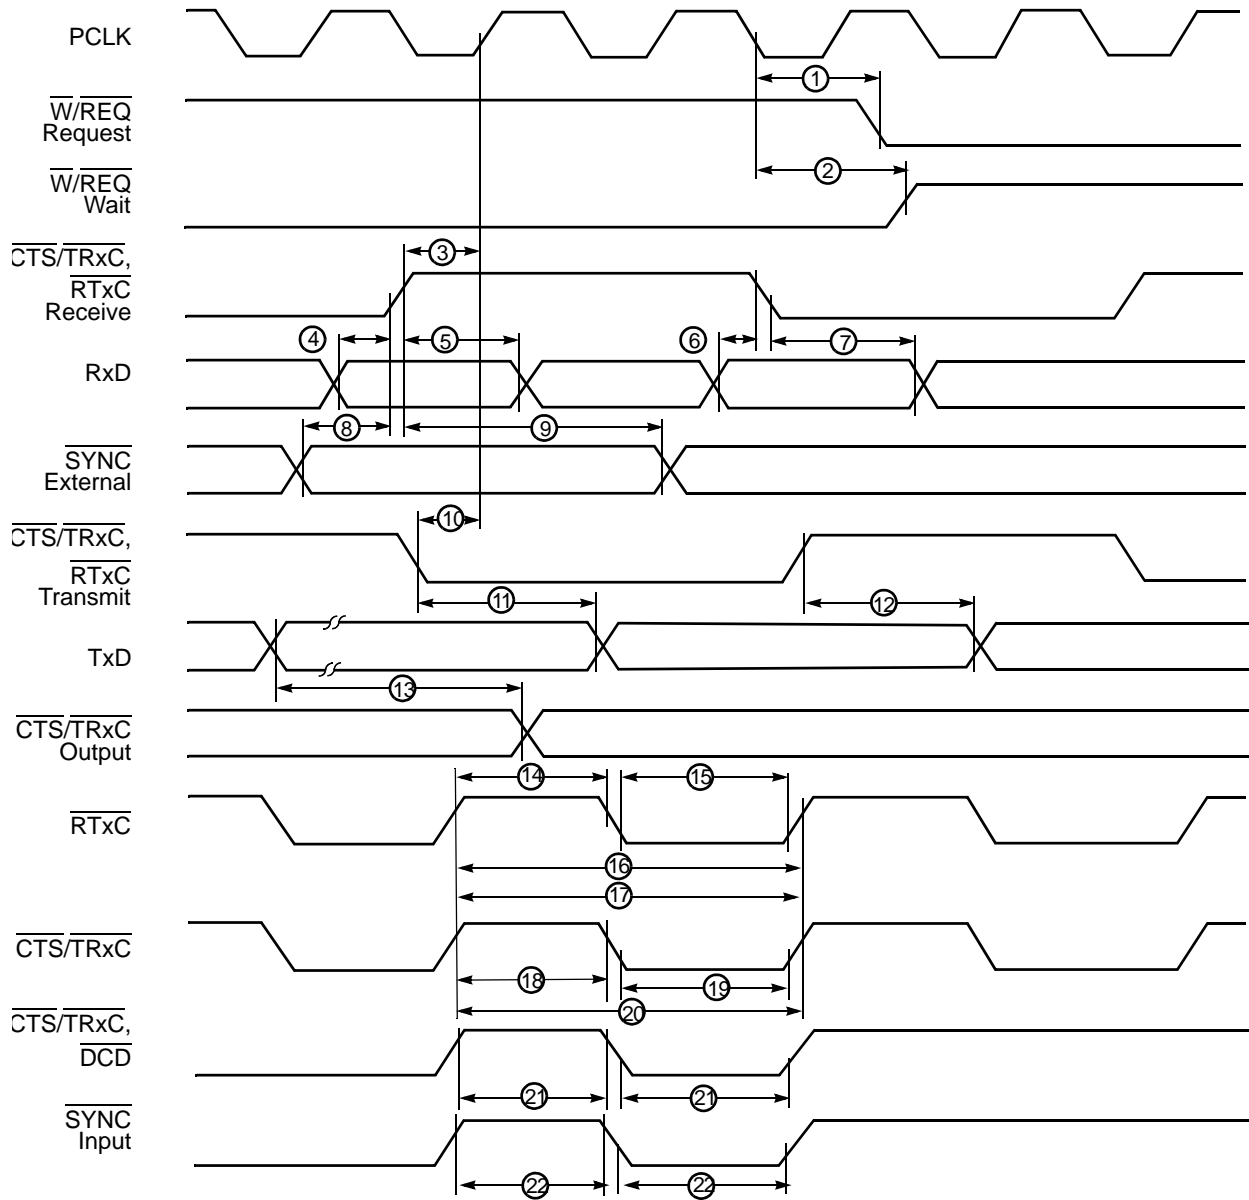 PCLK
1
W/REQ
Request
2
W/REQ
Wait
3
CTS/TRxC,
RTxC
Receive
4
5
6
7
RxD
8
9
SYNC
External
10
CTS/TRxC,
RTxC
Transmit
11
12
TxD
13
CTS/TRxC
Output
14
15
RTxC
16
17
CTS/TRxC
18
19
20
CTS/TRxC,
DCD
21
21
SYNC
Input
22
22